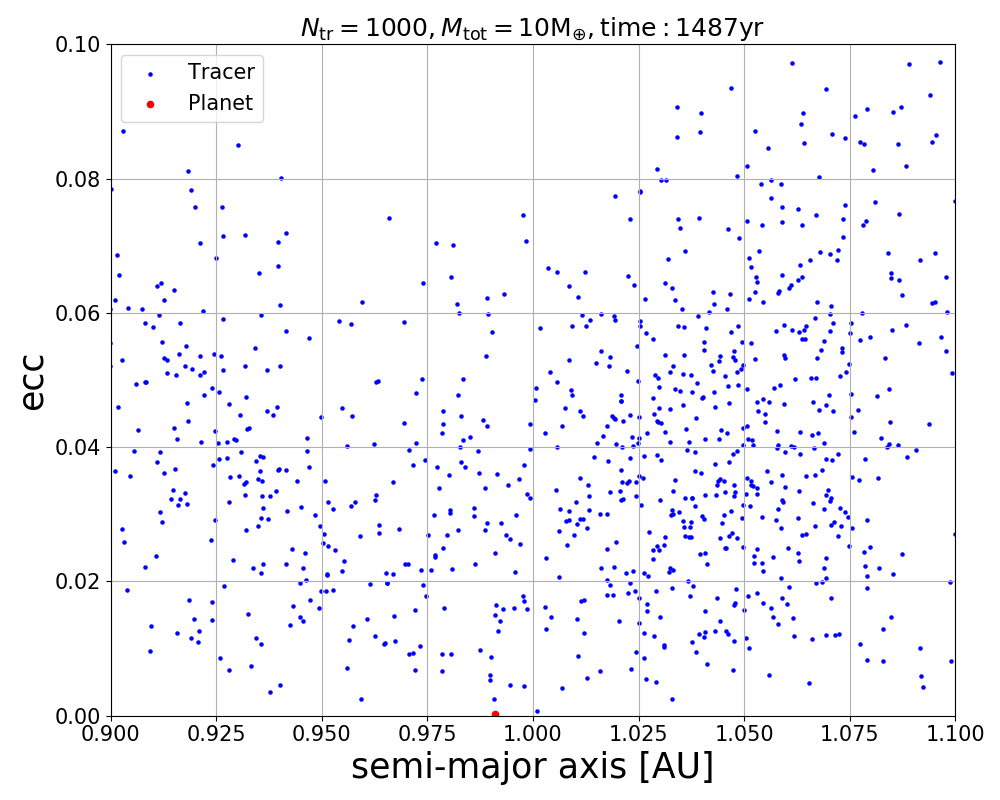 N_tr = 1000, M_tot = 10M_⊕, time : 1487yr
Tracer
Planet
ecc
0.10
0.08
0.06
0.04
0.02
0.00
0.900 0.925 0.950 0.975 1.000 1.025 1.050 1.075 1.100
semi-major axis [AU]